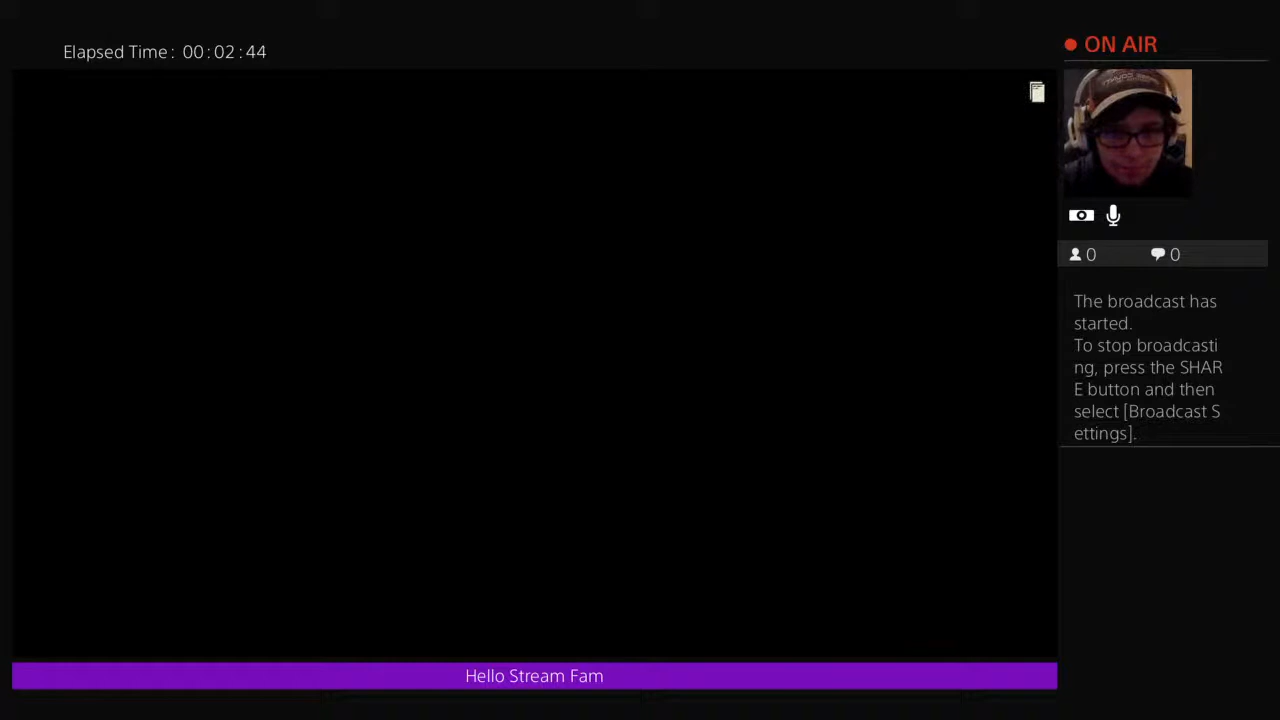 Elapsed Time: 00:02:44
ON AIR
0 0
The broadcast has
started.
To stop broadcasti
ng, press the SHAR
E button and then
select [Broadcast S
ettings].
Hello Stream Fam